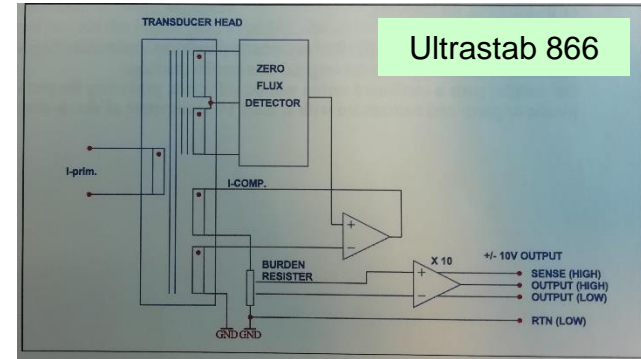 TRANSDUCER HEAD
Ultrastab 866
ZERO
FLUX
DETECTOR
I-prim.
I-COMP.
+
−
BURDEN
RESISTER
X 10
+/- 10V OUTPUT
+
−
SENSE (HIGH)
OUTPUT (HIGH)
OUTPUT (LOW)
RTN (LOW)
GND GND